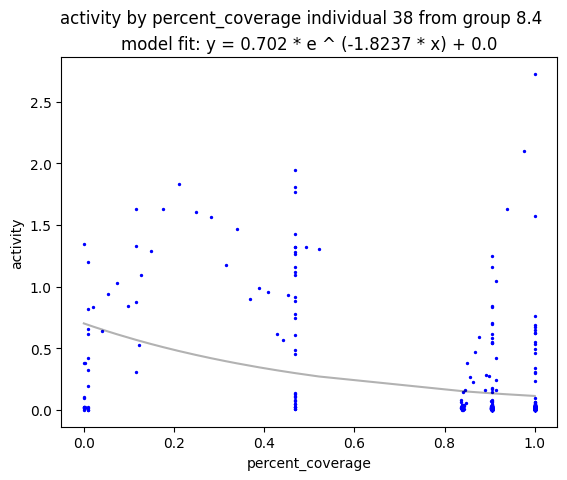 activity by percent_coverage individual 38 from group 8.4
model fit: y = 0.702 * e ^ (-1.8237 * x) + 0.0
2.5
2.0
1.5
1.0
0.5
0.0
activity
0.0 0.2 0.4 0.6 0.8 1.0
percent_coverage